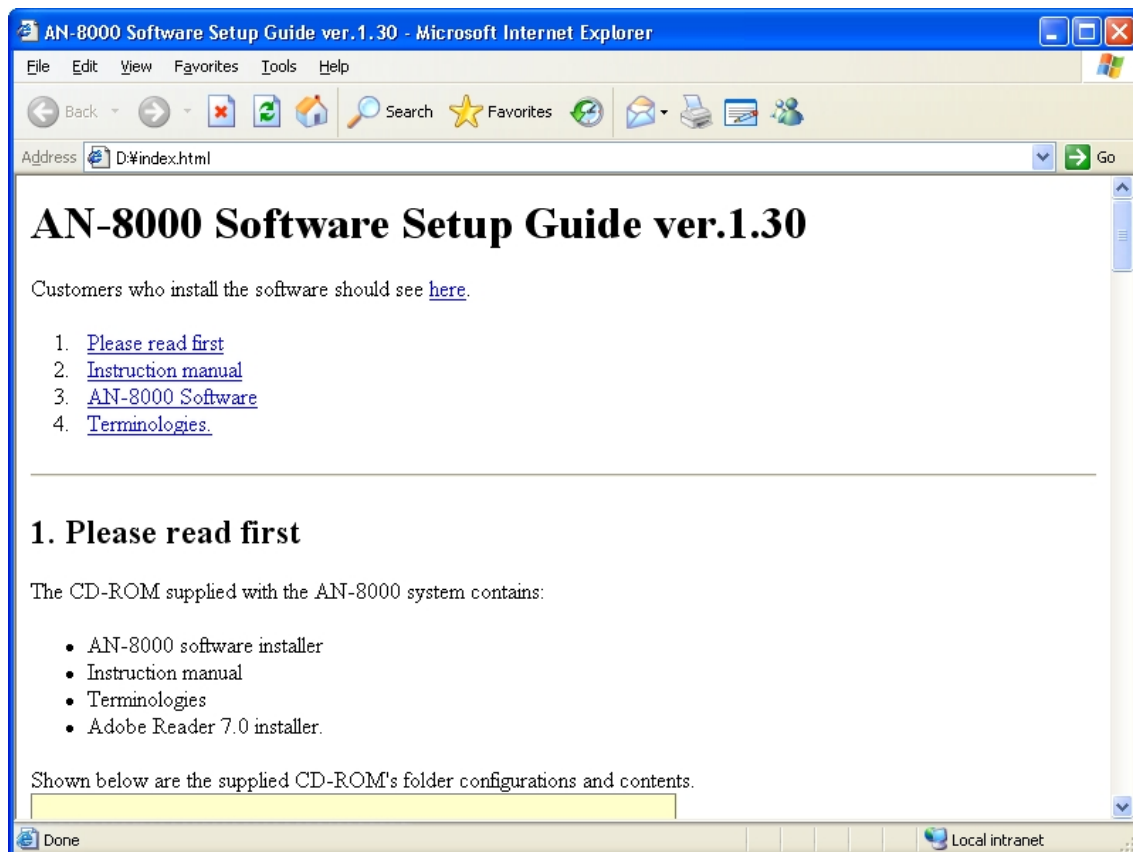 AN-8000 Software Setup Guide ver.1.30 - Microsoft Internet Explorer
File Edit View Favorites Tools Help
Back Search Favorites
Address D:¥index.html Go
AN-8000 Software Setup Guide ver.1.30
Customers who install the software should see here.
1. Please read first
2. Instruction manual
3. AN-8000 Software
4. Terminologies.
1. Please read first
The CD-ROM supplied with the AN-8000 system contains:
• AN-8000 software installer
• Instruction manual
• Terminologies
• Adobe Reader 7.0 installer.
Shown below are the supplied CD-ROM's folder configurations and contents.
Done Local intranet